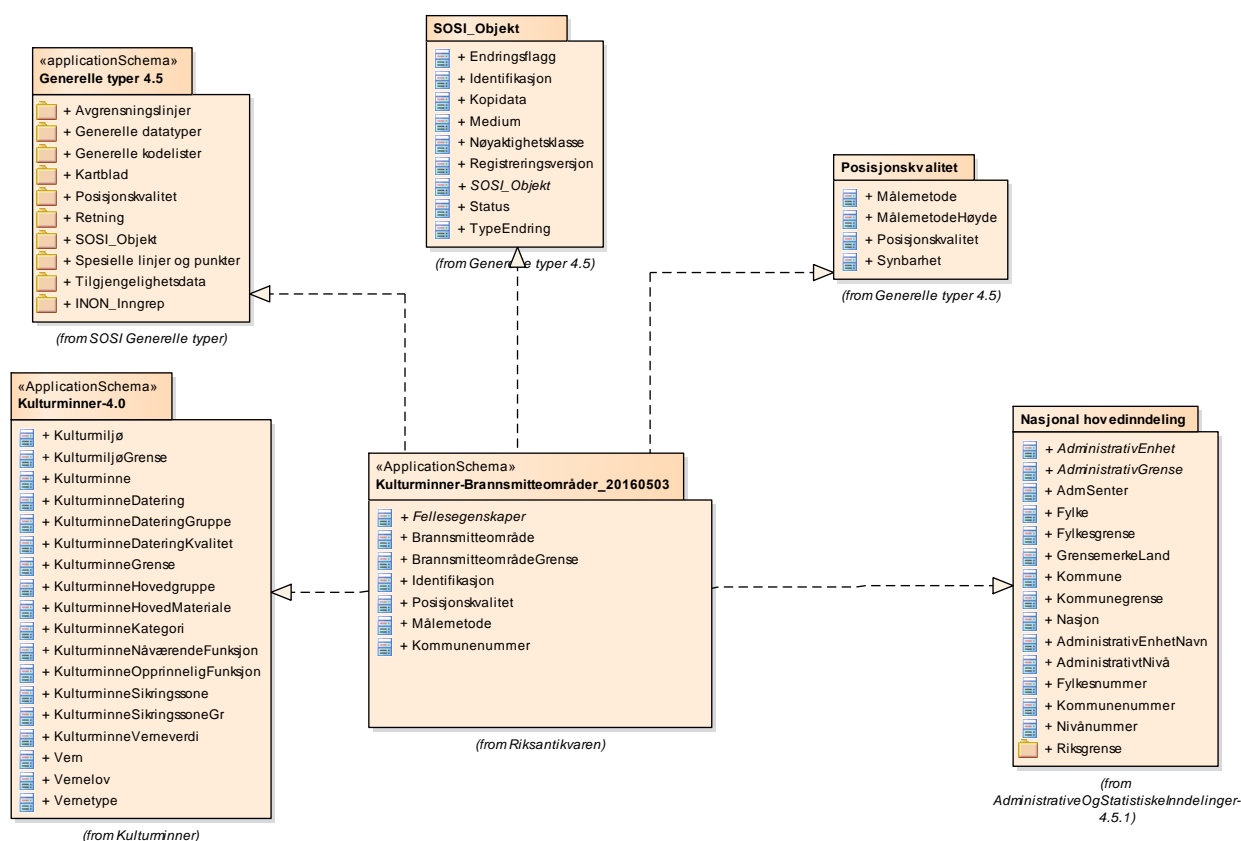 «applicationSchema»
Generelle typer 4.5
+ Avgrensningslinjer
+ Generelle datatyper
+ Generelle kodelister
+ Kartblad
+ Posisjonskvalitet
+ Retning
+ SOSI_Objekt
+ Spesielle linjer og punkter
+ Tilgjengelighetsdata
+ INON_Inngrep
(from SOSI Generelle typer)
SOSI_Objekt
+ Endringsflagg
+ Identifikasjon
+ Kopidata
+ Medium
+ Nøyaktighetsklasse
+ Registreringsversjon
+ SOSI_Objekt
+ Status
+ TypeEndring
(from Generelle typer 4.5)
Posisjonskvalitet
+ Målemetode
+ MålemetodeHøyde
+ Posisjonskvalitet
+ Synbarhet
(from Generelle typer 4.5)
«ApplicationSchema»
Kulturminner-4.0
+ Kulturmiljø
+ KulturmiljøGrense
+ Kulturminne
+ KulturminneDatering
+ KulturminneDateringGruppe
+ KulturminneDateringKvalitet
+ KulturminneGrense
+ KulturminneHovedgruppe
+ KulturminneHovedMateriale
+ KulturminneKategori
+ KulturminneNåværendeFunksjon
+ KulturminneOpprinneligFunksjon
+ KulturminneSikringssone
+ KulturminneSikringssoneGr
+ KulturminneVerneverdi
+ Vern
+ Vernelov
+ Vernetype
(from Kulturminner)
«ApplicationSchema»
Kulturminner-Brannsmitteområder_20160503
+ Fellesegenskaper
+ Brannsmitteområde
+ BrannsmitteområdeGrense
+ Identifikasjon
+ Posisjonskvalitet
+ Målemetode
+ Kommunenummer
(from Riksantikvaren)
Nasjonal hovedinndeling
+ AdministrativEnhet
+ AdministrativGrense
+ AdmSenter
+ Fylke
+ Fylkesgrense
+ GrensemerkeLand
+ Kommune
+ Kommunegrense
+ Nasjon
+ AdministrativEnhetNavn
+ AdministrativtNivå
+ Fylkesnummer
+ Kommunenummer
+ Nivånummer
+ Riksgrense
(from
AdministrativeOgStatistiskeInndelinger-
4.5.1)